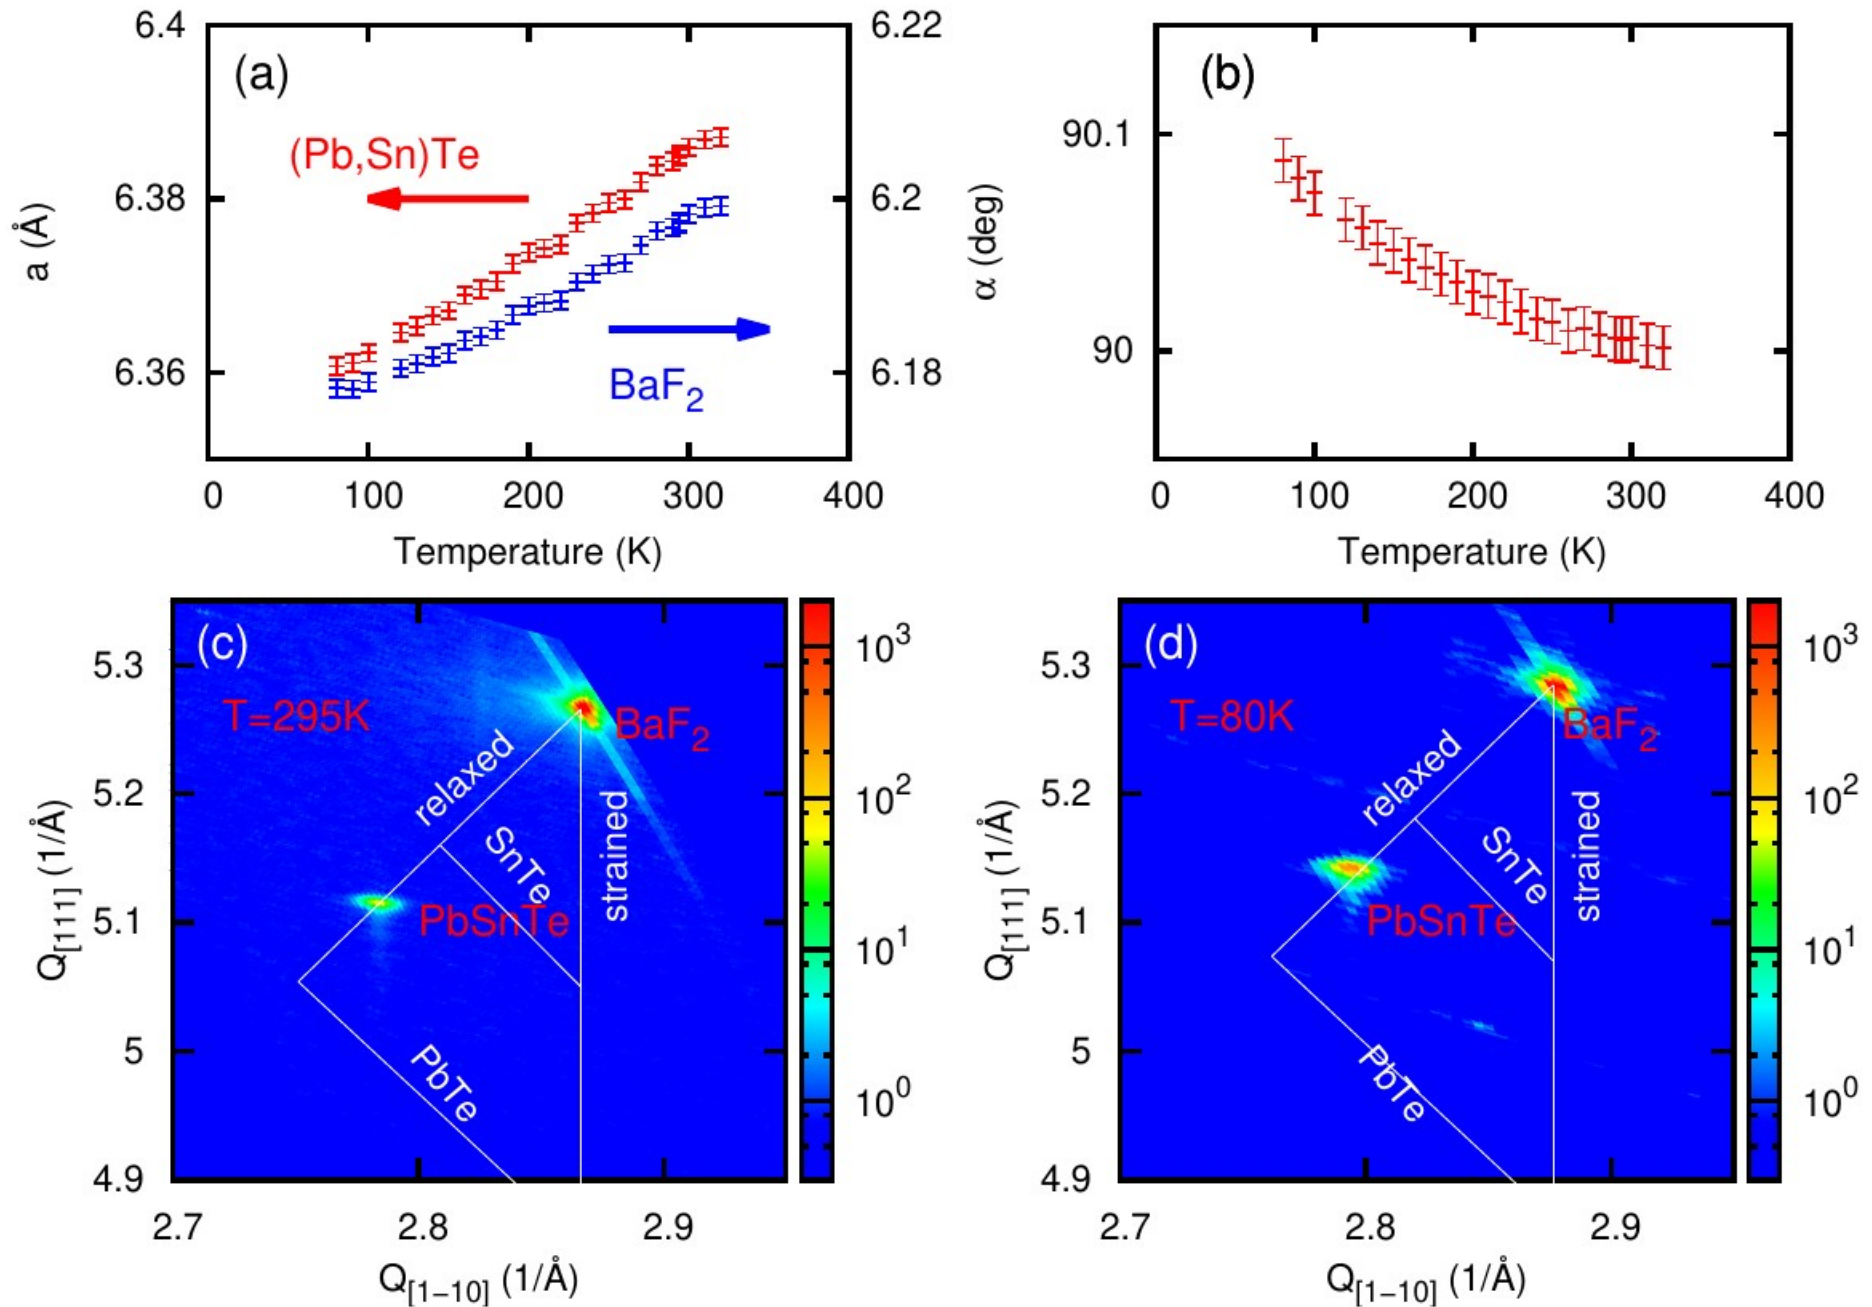 6.4
6.38
6.36
a (Å)
(a)
(Pb,Sn)Te
BaF2
6.22
6.2
6.18
0 100 200 300 400
Temperature (K)
(b)
90.1
90
α (deg)
0 100 200 300 400
Temperature (K)
(c)
T=295K
BaF2
relaxed
SnTe
strained
PbSnTe
PbTe
5.3
5.2
5.1
5
4.9
Q[111] (1/Å)
2.7 2.8 2.9
Q[1−10] (1/Å)
10^3
10^2
10^1
10^0
(d)
T=80K
BaF2
relaxed
SnTe
strained
PbSnTe
PbTe
5.3
5.2
5.1
5
4.9
Q[111] (1/Å)
2.7 2.8 2.9
Q[1−10] (1/Å)
10^3
10^2
10^1
10^0